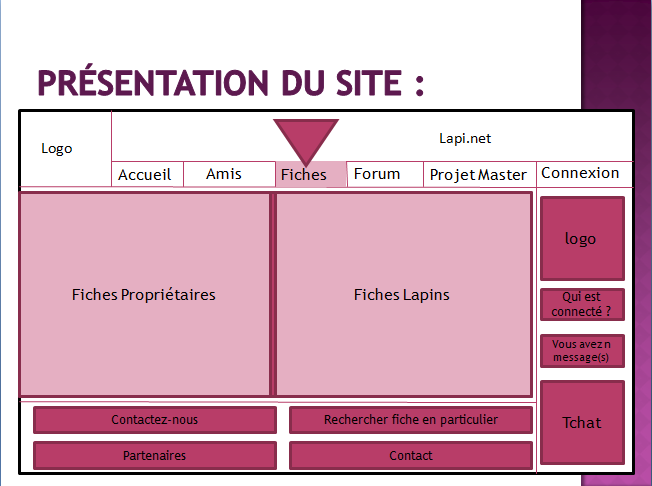 PRÉSENTATION DU SITE :
Logo
Lapi.net
Accueil
Amis
Fiches
Forum
Projet Master
Connexion
Fiches Propriétaires
Fiches Lapins
logo
Qui est
connecté ?
Vous avez n
message(s)
Tchat
Contactez-nous
Rechercher fiche en particulier
Partenaires
Contact